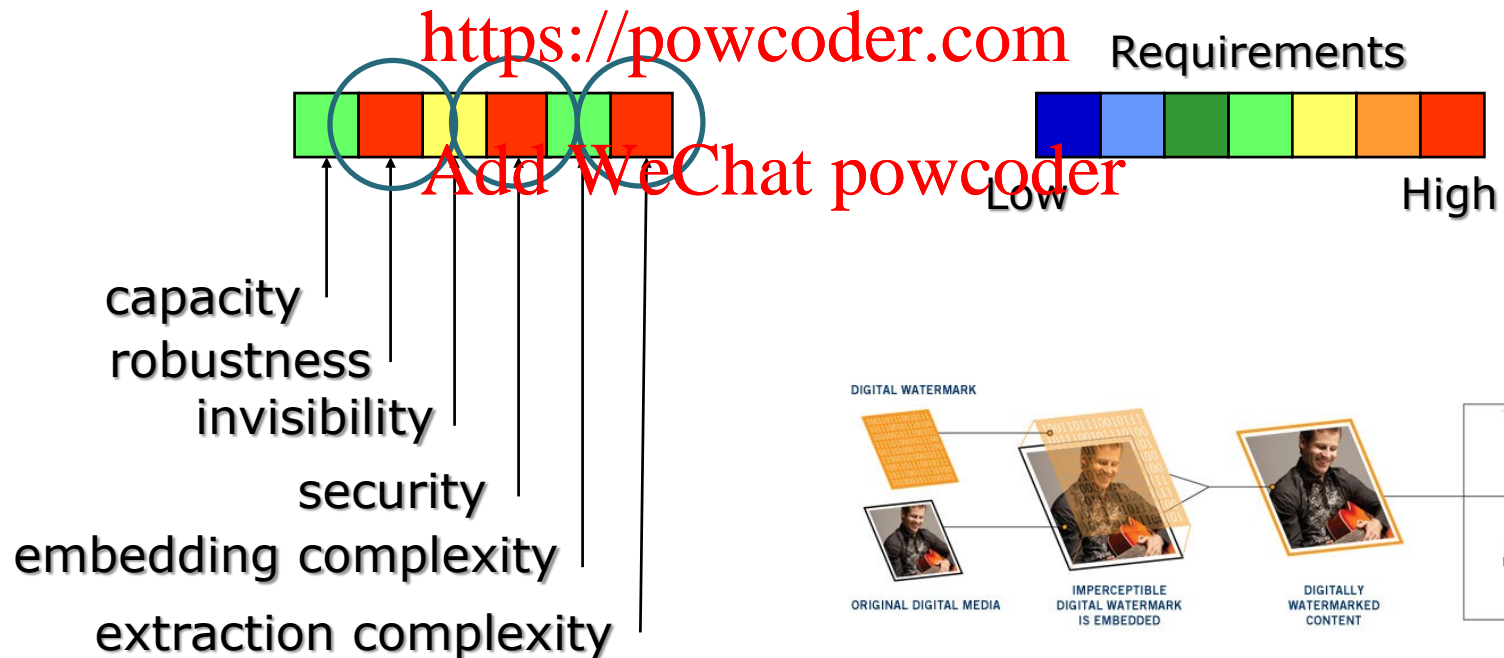 https://powcoder.com
Requirements
Add WeChat powcoder
Low
High
capacity
robustness
invisibility
security
embedding complexity
extraction complexity
DIGITAL WATERMARK
ORIGINAL DIGITAL MEDIA
IMPERCEPTIBLE
DIGITAL WATERMARK
IS EMBEDDED
DIGITALLY
WATERMARKED
CONTENT